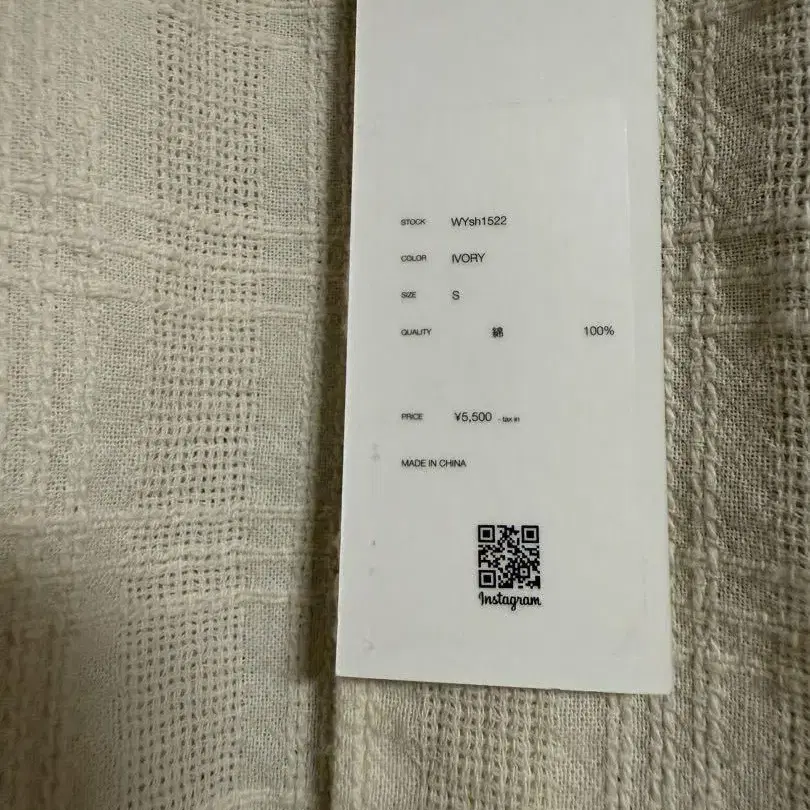 STOCK WYsh1522
COLOR IVORY
SIZE S
QUALITY 綿 100%
PRICE ¥5,500 - tax in
MADE IN CHINA
Instagram